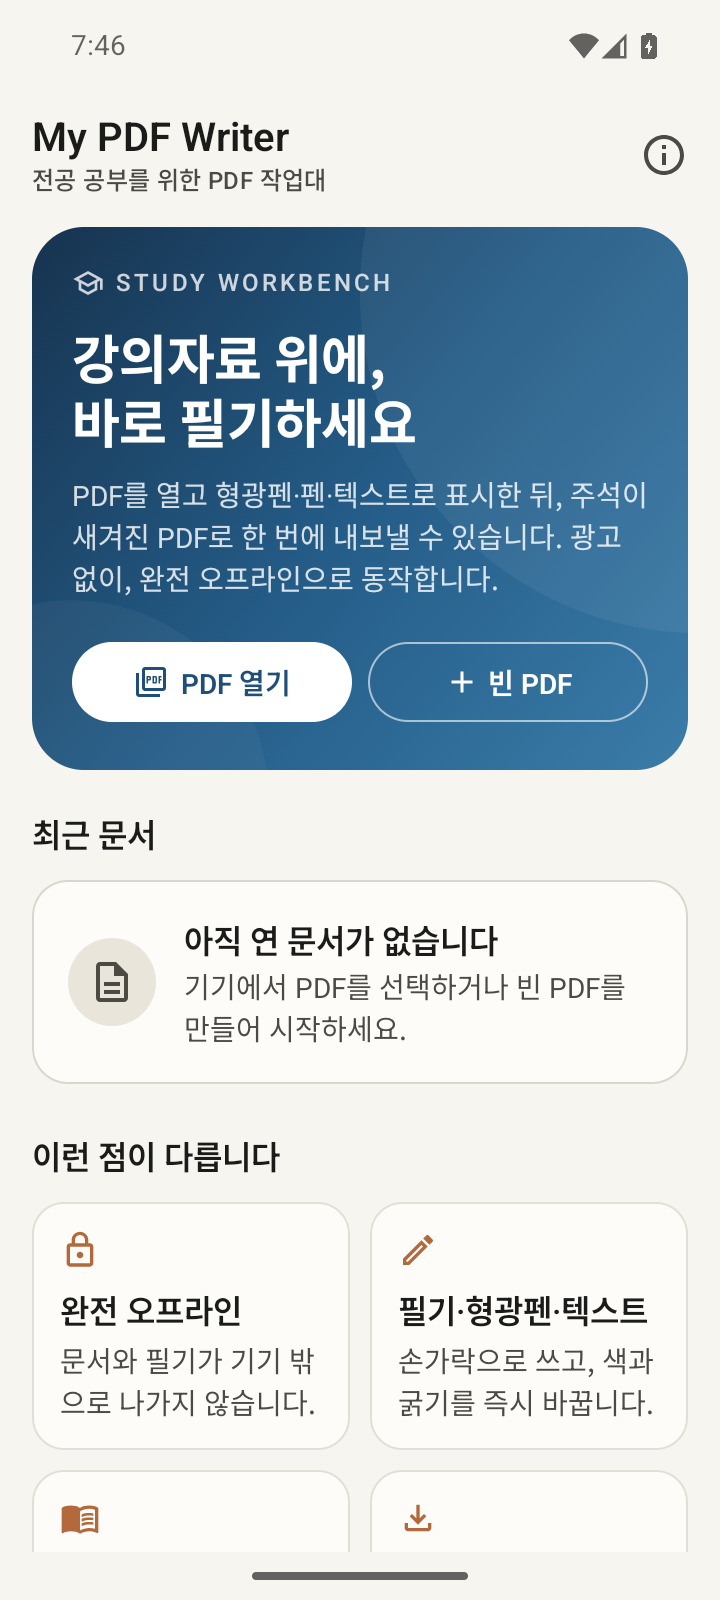 7:46
My PDF Writer
전공 공부를 위한 PDF 작업대
STUDY WORKBENCH
강의자료 위에,
바로 필기하세요
PDF를 열고 형광펜·펜·텍스트로 표시한 뒤, 주석이
새겨진 PDF로 한 번에 내보낼 수 있습니다. 광고
없이, 완전 오프라인으로 동작합니다.
PDF 열기
빈 PDF
최근 문서
아직 연 문서가 없습니다
기기에서 PDF를 선택하거나 빈 PDF를
만들어 시작하세요.
이런 점이 다릅니다
완전 오프라인
문서와 필기가 기기 밖
으로 나가지 않습니다.
필기·형광펜·텍스트
손가락으로 쓰고, 색과
굵기를 즉시 바꿉니다.